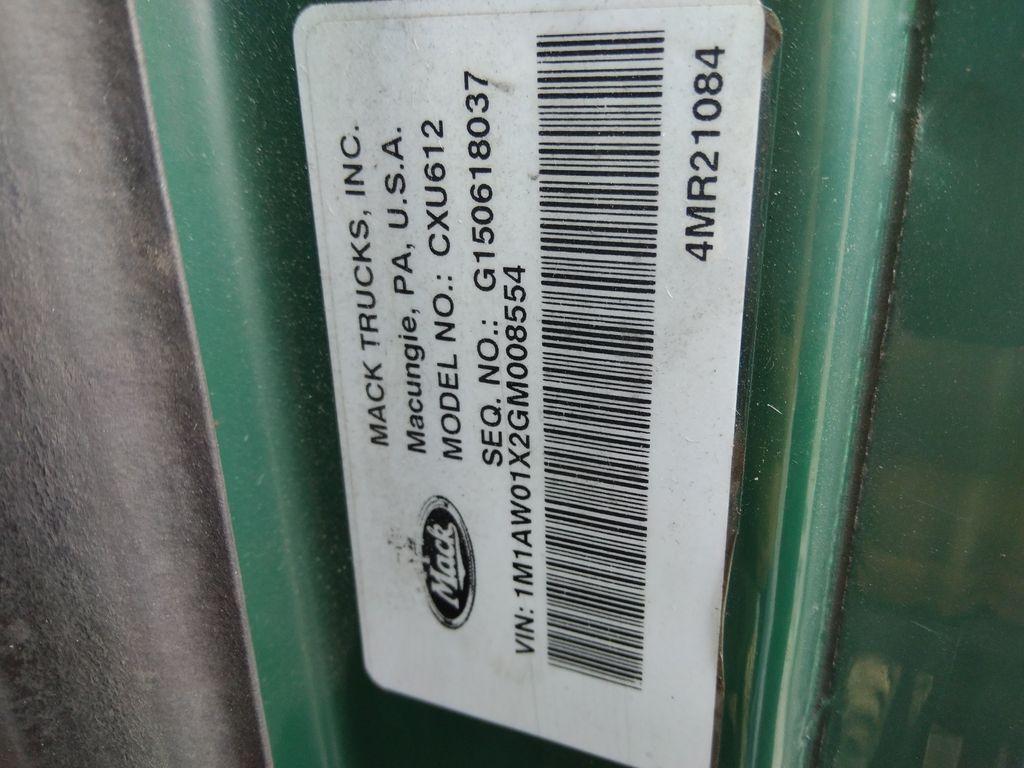 MACK TRUCKS, INC.
Macungie, PA, U.S.A.
MODEL NO.: CXU612
SEQ. NO.: G150618037
Mack
VIN: 1M1AW01X2GM008554
4MR21084